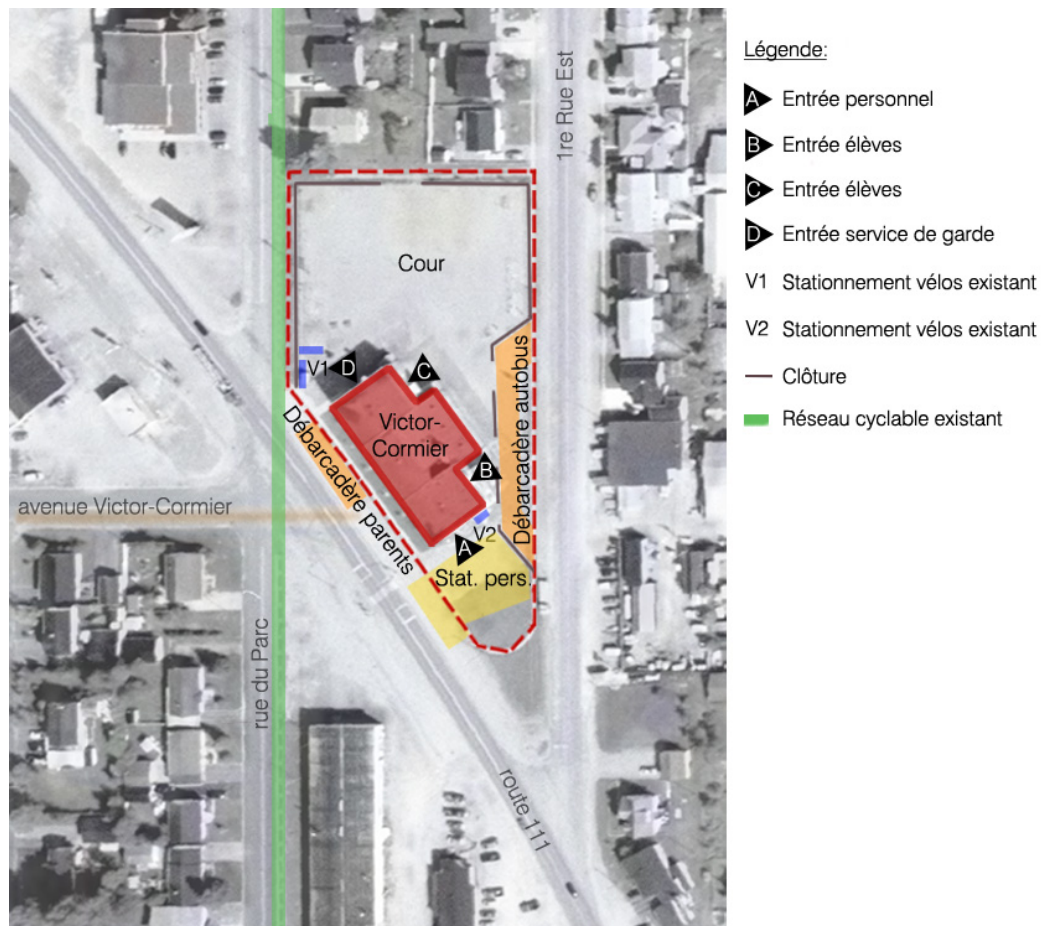 1re Rue Est
Cour
V1
D
C
Victor-
Cormier
B
Débarcadère autobus
Débarcadère parents
avenue Victor-Cormier
V2
A
Stat. pers.
rue du Parc
route 111
Légende:
A Entrée personnel
B Entrée élèves
C Entrée élèves
D Entrée service de garde
V1 Stationnement vélos existant
V2 Stationnement vélos existant
Clôture
Réseau cyclable existant